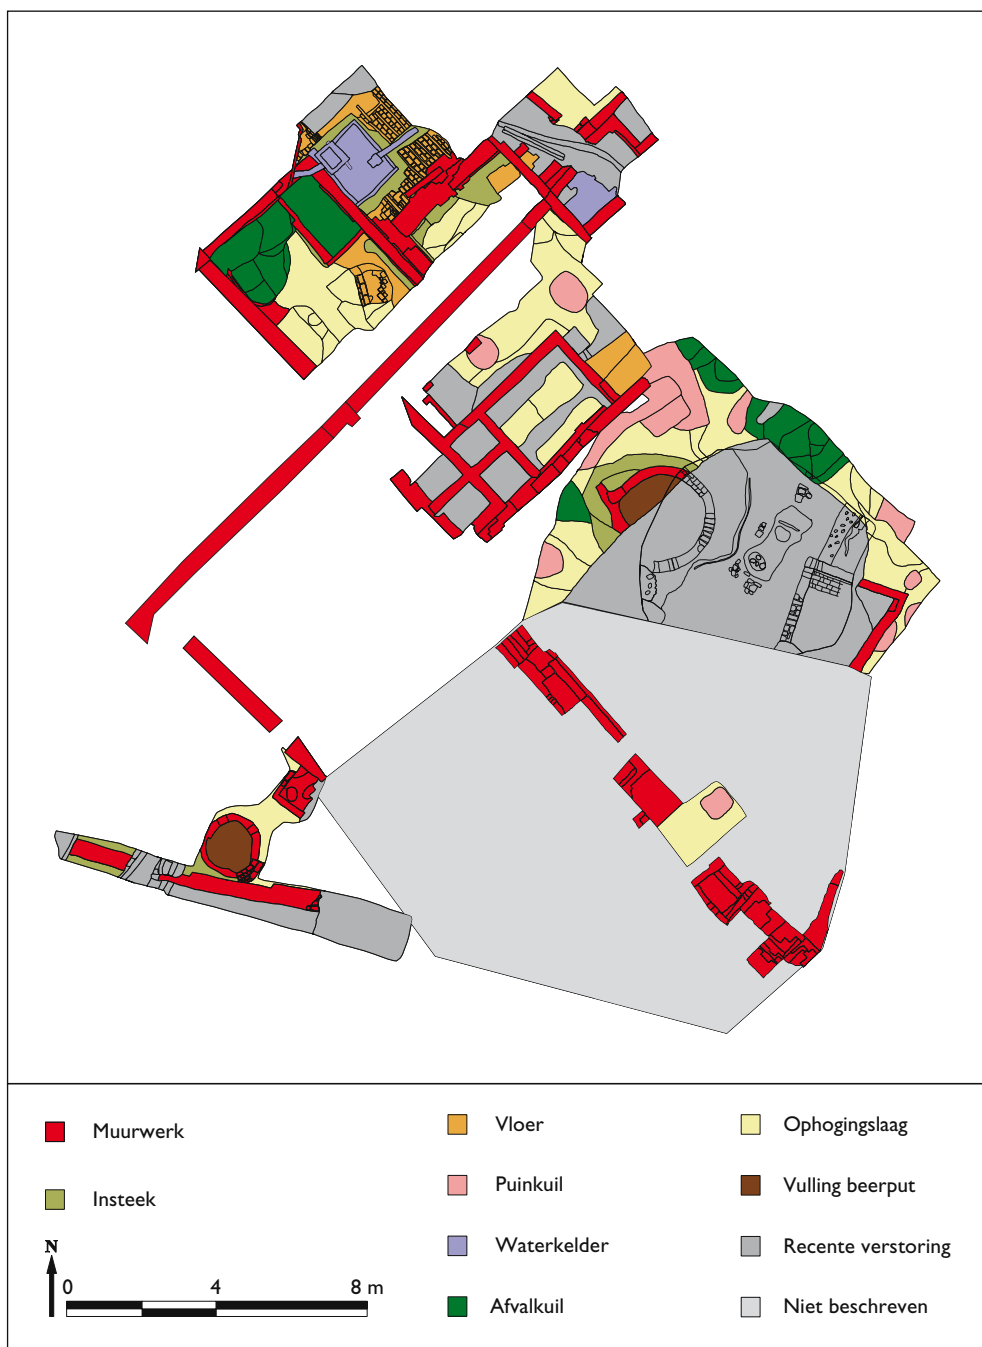 Muurwerk
Insteek
N
0 4 8 m
Vloer
Puinkuil
Waterkelder
Afvalkuil
Ophogingslaag
Vulling beerput
Recente verstoring
Niet beschreven